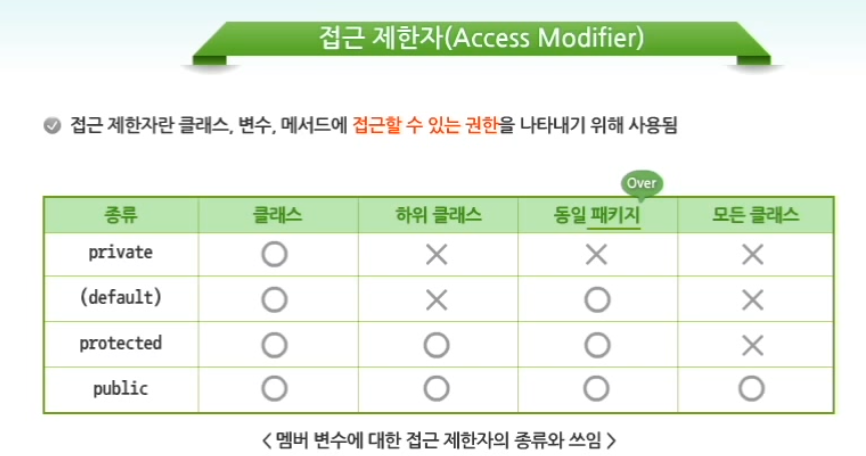 접근 제한자(Access Modifier)
접근 제한자란 클래스, 변수, 메서드에 접근할 수 있는 권한을 나타내기 위해 사용됨
Over
종류 클래스 하위 클래스 동일 패키지 모든 클래스
private ○ × × ×
(default) ○ × ○ ×
protected ○ ○ ○ ×
public ○ ○ ○ ○
< 멤버 변수에 대한 접근 제한자의 종류와 쓰임 >